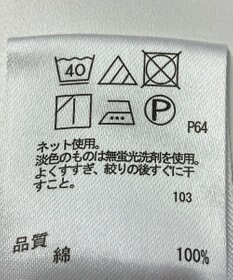 40
P
P64
ネット使用。
淡色のものは無蛍光洗剤を使用。
よくすすぎ、絞りの後すぐに干
すこと。
103
品質
綿 100%